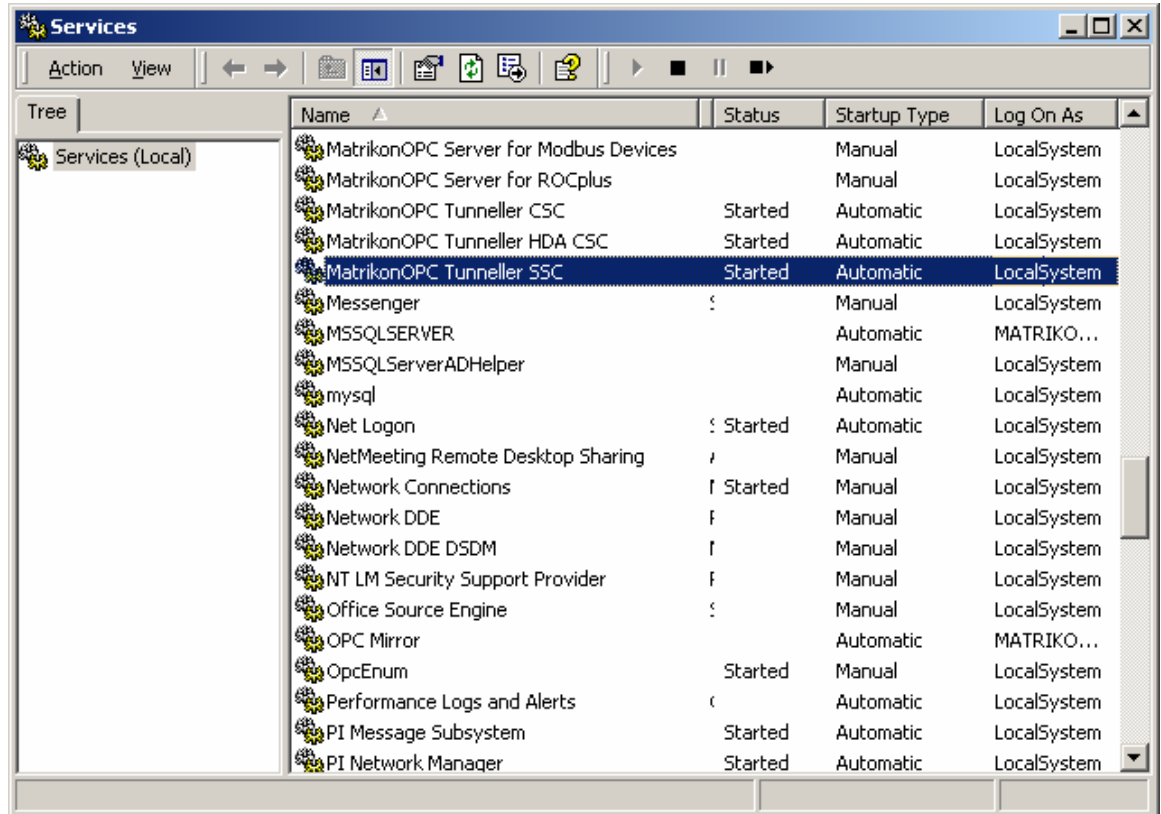 Services
Action View
Tree
Name Status Startup Type Log On As
Services (Local)
MatrikonOPC Server for Modbus Devices Manual LocalSystem
MatrikonOPC Server for ROCplus Manual LocalSystem
MatrikonOPC Tunneller CSC Started Automatic LocalSystem
MatrikonOPC Tunneller HDA CSC Started Automatic LocalSystem
MatrikonOPC Tunneller SSC Started Automatic LocalSystem
Messenger Manual LocalSystem
MSSQLSERVER Automatic MATRIKO...
MSSQLServerADHelper Manual LocalSystem
mysql Automatic LocalSystem
Net Logon Started Automatic LocalSystem
NetMeeting Remote Desktop Sharing Manual LocalSystem
Network Connections Started Manual LocalSystem
Network DDE Manual LocalSystem
Network DDE DSDM Manual LocalSystem
NT LM Security Support Provider Manual LocalSystem
Office Source Engine Manual LocalSystem
OPC Mirror Automatic MATRIKO...
OpcEnum Started Manual LocalSystem
Performance Logs and Alerts Automatic LocalSystem
PI Message Subsystem Started Automatic LocalSystem
PI Network Manager Started Automatic LocalSystem